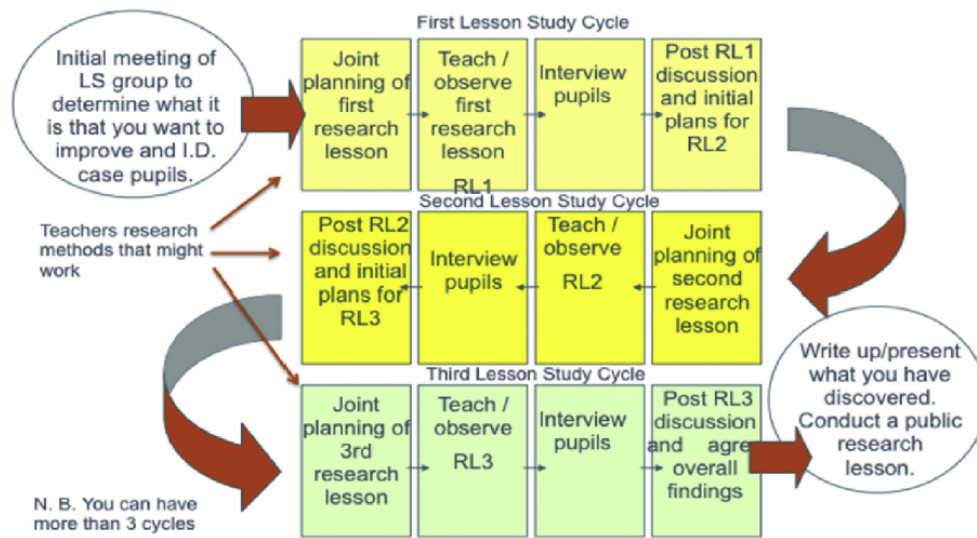 First Lesson Study Cycle
Initial meeting of
LS group to
determine what it
is that you want to
improve and I.D.
case pupils.
Joint
planning of
first
research
lesson
Teach /
observe
first
research
lesson
RL1
Interview
pupils
Post RL1
discussion
and initial
plans for
RL2
Teachers research
methods that might
work
Second Lesson Study Cycle
Post RL2
discussion
and initial
plans for
RL3
Interview
pupils
Teach /
observe
RL2
Joint
planning of
second
research
lesson
Third Lesson Study Cycle
Joint
planning of
3rd
research
lesson
Teach /
observe
RL3
Interview
pupils
Post RL3
discussion
and agre
overall
findings
Write up/present
what you have
discovered.
Conduct a public
research
lesson.
N. B. You can have
more than 3 cycles